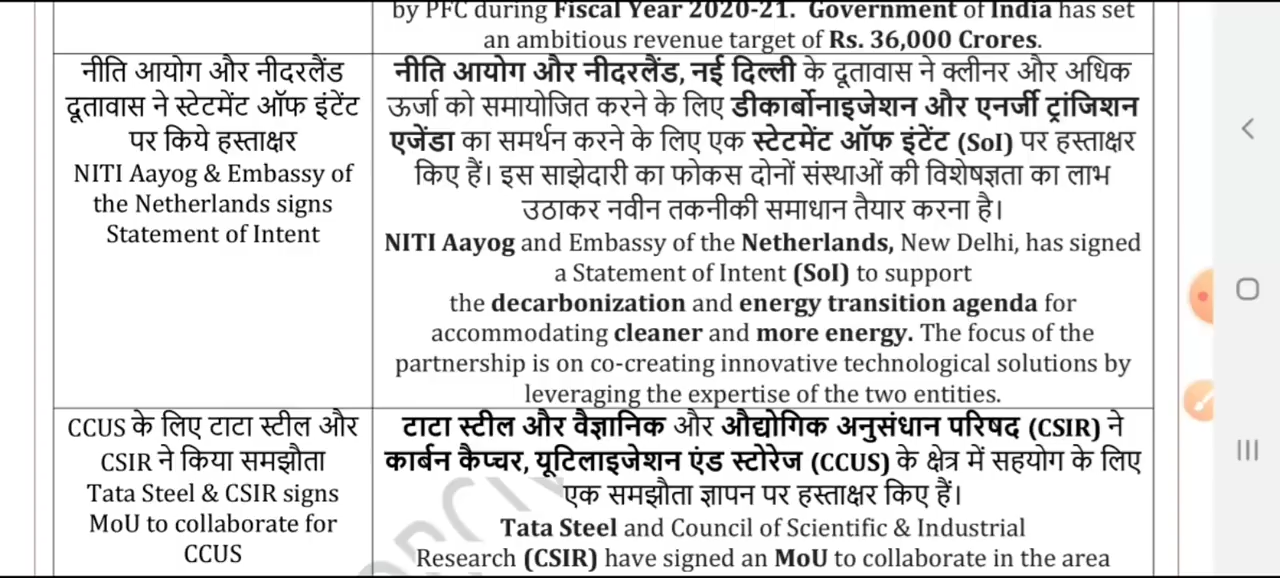 by PFC during Fiscal Year 2020-21. Government of India has set
an ambitious revenue target of Rs. 36,000 Crores.
नीति आयोग और नीदरलैंड
दूतावास ने स्टेटमेंट ऑफ इंटेंट
पर किये हस्ताक्षर
NITI Aayog & Embassy of
the Netherlands signs
Statement of Intent
नीति आयोग और नीदरलैंड, नई दिल्ली के दूतावास ने क्लीनर और अधिक
ऊर्जा को समायोजित करने के लिए डीकार्बोनाइजेशन और एनर्जी ट्रांजिशन
एजेंडा का समर्थन करने के लिए एक स्टेटमेंट ऑफ इंटेंट (SoI) पर हस्ताक्षर
किए हैं। इस साझेदारी का फोकस दोनों संस्थाओं की विशेषज्ञता का लाभ
उठाकर नवीन तकनीकी समाधान तैयार करना है।
NITI Aayog and Embassy of the Netherlands, New Delhi, has signed
a Statement of Intent (SoI) to support
the decarbonization and energy transition agenda for
accommodating cleaner and more energy. The focus of the
partnership is on co-creating innovative technological solutions by
leveraging the expertise of the two entities.
CCUS के लिए टाटा स्टील और
CSIR ने किया समझौता
Tata Steel & CSIR signs
MoU to collaborate for
CCUS
टाटा स्टील और वैज्ञानिक और औद्योगिक अनुसंधान परिषद (CSIR) ने
कार्बन कैप्चर, यूटिलाइजेशन एंड स्टोरेज (CCUS) के क्षेत्र में सहयोग के लिए
एक समझौता ज्ञापन पर हस्ताक्षर किए हैं।
Tata Steel and Council of Scientific & Industrial
Research (CSIR) have signed an MoU to collaborate in the area